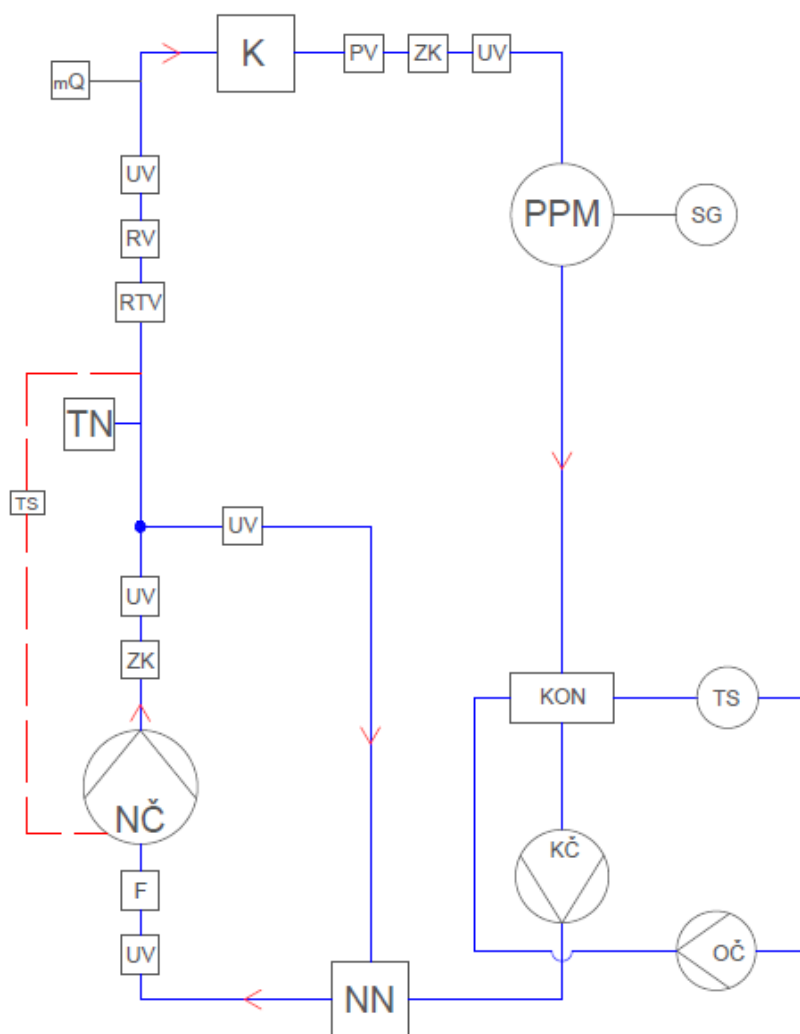 K
PV
ZK
UV
mQ
UV
PPM
SG
RV
RTV
TN
TS
UV
UV
ZK
KON
TS
NČ
KČ
F
OČ
UV
NN